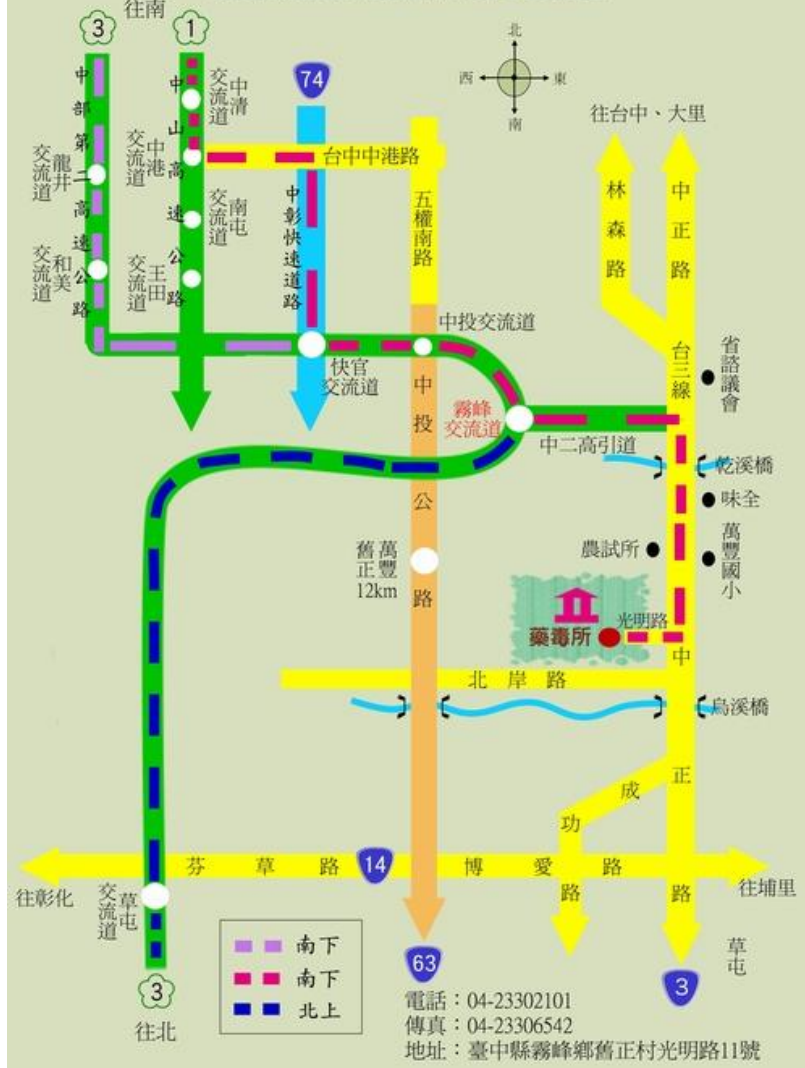 往南
3
1
74
北
西
東
南
中部第二高速公路
中山高速公路
中清
交流道
中港
交流道
龍井
交流道
南屯
交流道
和美
交流道
王田
交流道
台中中港路
中彰快速道路
五權南路
往台中、大里
林森路
中正路
台三線
省諮議會
中投交流道
快官
交流道
霧峰
交流道
中二高引道
中投公路
乾溪橋
味全
農試所
萬豐國小
萬豐
舊正
12km
光明路
藥毒所
北岸路
烏溪橋
中正路
成功路
芬草路
14
博愛路
往彰化
往埔里
草屯
交流道
草屯
南下
南下
北上
3
往北
63
3
電話：04-23302101
傳真：04-23306542
地址：臺中縣霧峰鄉舊正村光明路11號